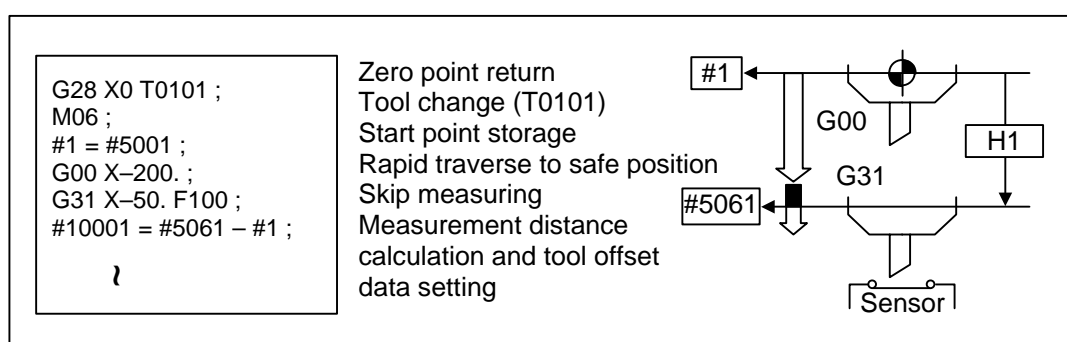 G28 X0 T0101 ;
M06 ;
#1 = #5001 ;
G00 X–200. ;
G31 X–50. F100 ;
#10001 = #5061 – #1 ;
~
Zero point return
Tool change (T0101)
Start point storage
Rapid traverse to safe position
Skip measuring
Measurement distance
calculation and tool offset
data setting
#1
G00
H1
G31
#5061
Sensor